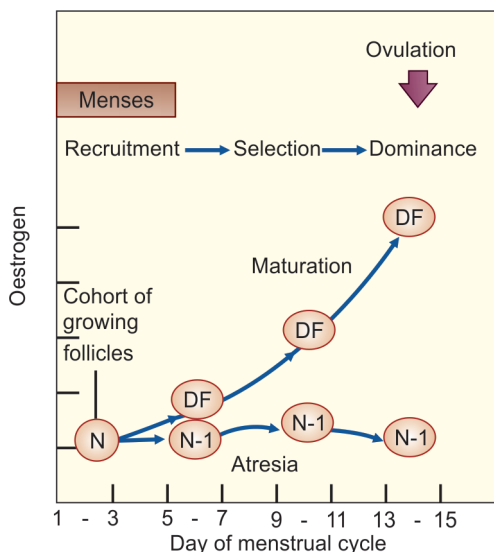 Ovulation
Menses
Recruitment Selection Dominance
DF
Maturation
Oestrogen
Cohort of
growing
follicles
DF
DF
N N-1 N-1 N-1
Atresia
1 - 3 5 - 7 9 - 11 13 - 15
Day of menstrual cycle